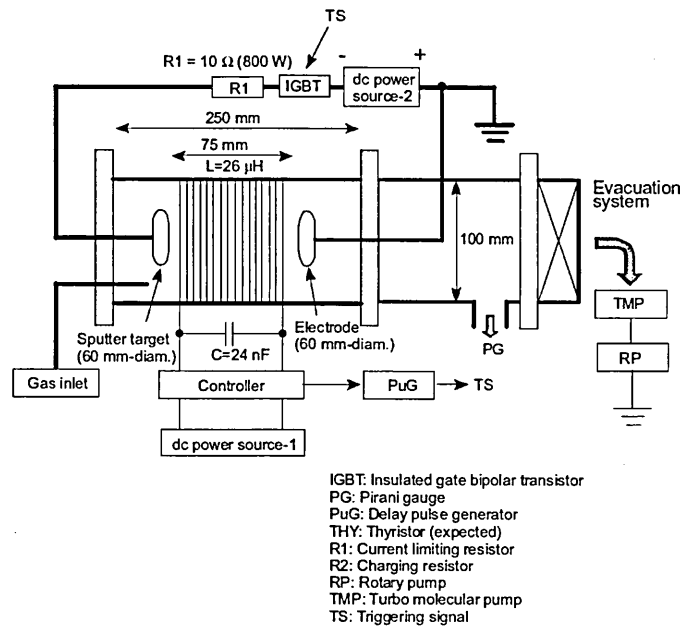 TS
R1 = 10 Ω (800 W)
R1
IGBT
-
+
dc power
source-2
250 mm
75 mm
L=26 µH
100 mm
Evacuation
system
TMP
RP
PG
Sputter target
(60 mm-diam.)
C=24 nF
Electrode
(60 mm-diam.)
Gas inlet
Controller
PuG
TS
dc power source-1
IGBT: Insulated gate bipolar transistor
PG: Pirani gauge
PuG: Delay pulse generator
THY: Thyristor (expected)
R1: Current limiting resistor
R2: Charging resistor
RP: Rotary pump
TMP: Turbo molecular pump
TS: Triggering signal